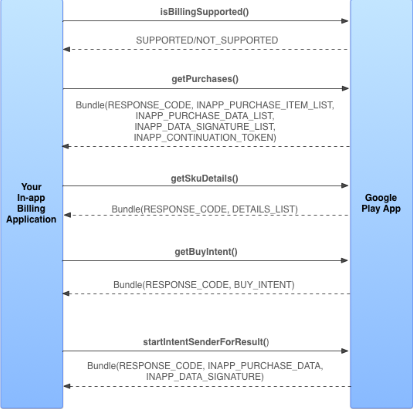 isBillingSupported()
SUPPORTED/NOT_SUPPORTED
getPurchases()
Bundle(RESPONSE_CODE, INAPP_PURCHASE_ITEM_LIST,
INAPP_PURCHASE_DATA_LIST,
INAPP_DATA_SIGNATURE_LIST,
INAPP_CONTINUATION_TOKEN)
Your
In-app
Billing
Application
getSkuDetails()
Google
Play App
Bundle(RESPONSE_CODE, DETAILS_LIST)
getBuyIntent()
Bundle(RESPONSE_CODE, BUY_INTENT)
startIntentSenderForResult()
Bundle(RESPONSE_CODE, INAPP_PURCHASE_DATA,
INAPP_DATA_SIGNATURE)